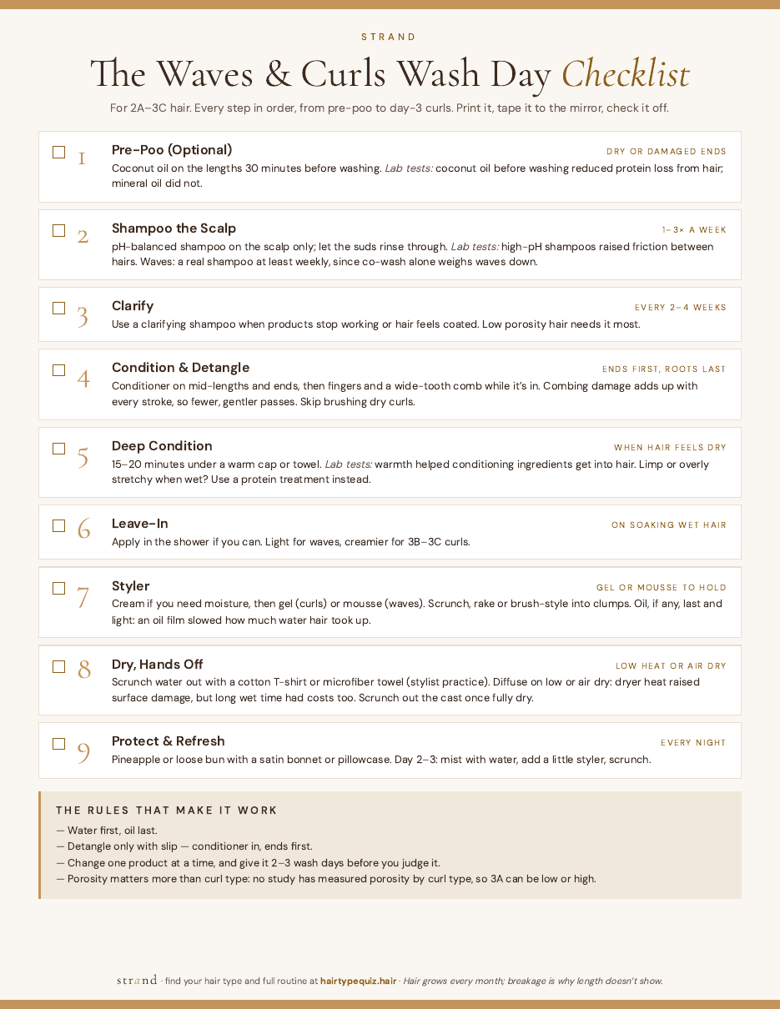 STRAND
The Waves & Curls Wash Day Checklist
For 2A–3C hair. Every step in order, from pre-poo to day-3 curls. Print it, tape it to the mirror, check it off.
1
Pre-Poo (Optional)
DRY OR DAMAGED ENDS
Coconut oil on the lengths 30 minutes before washing. Lab tests: coconut oil before washing reduced protein loss from hair;
mineral oil did not.
2
Shampoo the Scalp
1–3× A WEEK
pH-balanced shampoo on the scalp only; let the suds rinse through. Lab tests: high-pH shampoos raised friction between
hairs. Waves: a real shampoo at least weekly, since co-wash alone weighs waves down.
3
Clarify
EVERY 2–4 WEEKS
Use a clarifying shampoo when products stop working or hair feels coated. Low porosity hair needs it most.
4
Condition & Detangle
ENDS FIRST, ROOTS LAST
Conditioner on mid-lengths and ends, then fingers and a wide-tooth comb while it's in. Combing damage adds up with
every stroke, so fewer, gentler passes. Skip brushing dry curls.
5
Deep Condition
WHEN HAIR FEELS DRY
15–20 minutes under a warm cap or towel. Lab tests: warmth helped conditioning ingredients get into hair. Limp or overly
stretchy when wet? Use a protein treatment instead.
6
Leave-In
ON SOAKING WET HAIR
Apply in the shower if you can. Light for waves, creamier for 3B–3C curls.
7
Styler
GEL OR MOUSSE TO HOLD
Cream if you need moisture, then gel (curls) or mousse (waves). Scrunch, rake or brush-style into clumps. Oil, if any, last and
light: an oil film slowed how much water hair took up.
8
Dry, Hands Off
LOW HEAT OR AIR DRY
Scrunch water out with a cotton T-shirt or microfiber towel (stylist practice). Diffuse on low or air dry: dryer heat raised
surface damage, but long wet time had costs too. Scrunch out the cast once fully dry.
9
Protect & Refresh
EVERY NIGHT
Pineapple or loose bun with a satin bonnet or pillowcase. Day 2–3: mist with water, add a little styler, scrunch.
THE RULES THAT MAKE IT WORK
— Water first, oil last.
— Detangle only with slip — conditioner in, ends first.
— Change one product at a time, and give it 2–3 wash days before you judge it.
— Porosity matters more than curl type: no study has measured porosity by curl type, so 3A can be low or high.
strand · find your hair type and full routine at hairtypequiz.hair · Hair grows every month; breakage is why length doesn't show.